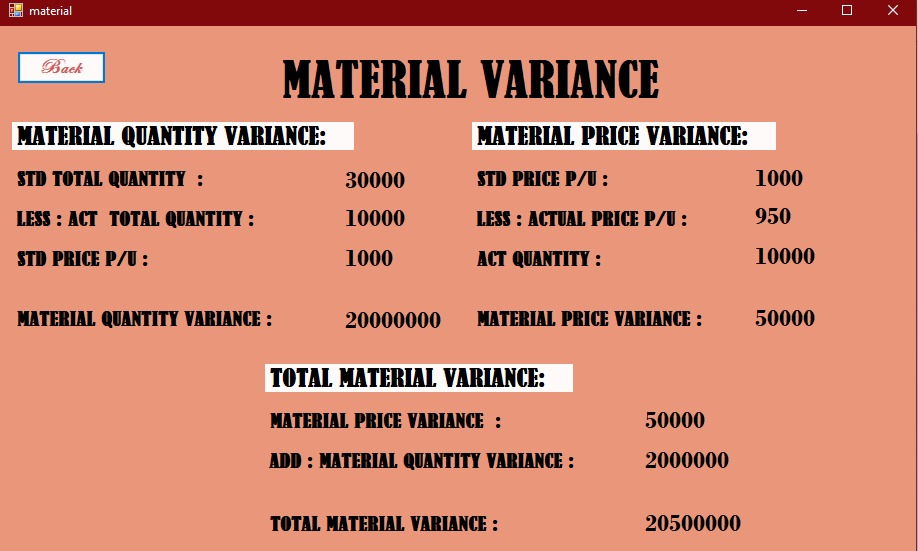 material
Back
MATERIAL VARIANCE
MATERIAL QUANTITY VARIANCE:
STD TOTAL QUANTITY : 30000
LESS : ACT TOTAL QUANTITY : 10000
STD PRICE P/U : 1000
MATERIAL QUANTITY VARIANCE : 20000000
MATERIAL PRICE VARIANCE:
STD PRICE P/U : 1000
LESS : ACTUAL PRICE P/U : 950
ACT QUANTITY : 10000
MATERIAL PRICE VARIANCE : 50000
TOTAL MATERIAL VARIANCE:
MATERIAL PRICE VARIANCE : 50000
ADD : MATERIAL QUANTITY VARIANCE : 2000000
TOTAL MATERIAL VARIANCE : 20500000